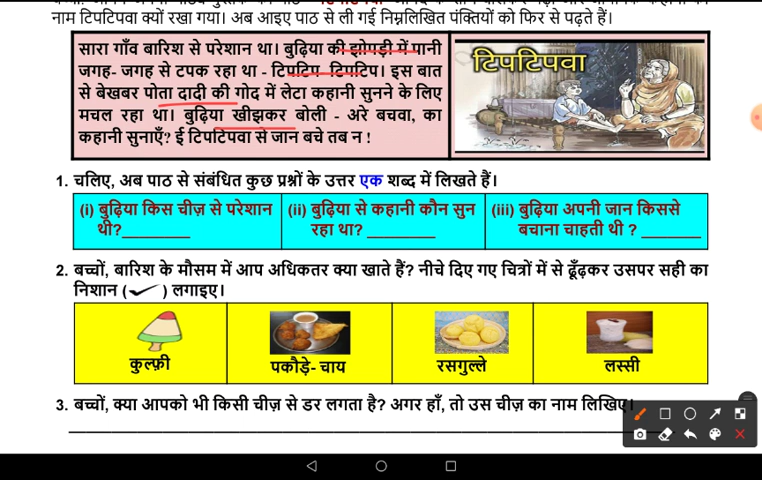 नाम टिपटिपवा क्यों रखा गया। अब आइए पाठ से ली गई निम्नलिखित पंक्तियों को फिर से पढ़ते हैं।
सारा गाँव बारिश से परेशान था। बुढ़िया की झोपड़ी में पानी
जगह- जगह से टपक रहा था - टिपटिप टिपटिप। इस बात
से बेखबर पोता दादी की गोद में लेटा कहानी सुनने के लिए
मचल रहा था। बुढ़िया खीझकर बोली - अरे बचवा, का
कहानी सुनाएँ? ई टिपटिपवा से जान बचे तब न !
टिपटिपवा
1. चलिए, अब पाठ से संबंधित कुछ प्रश्नों के उत्तर एक शब्द में लिखते हैं।
(i) बुढ़िया किस चीज़ से परेशान
थी?
(ii) बुढ़िया से कहानी कौन सुन
रहा था?
(iii) बुढ़िया अपनी जान किससे
बचाना चाहती थी ?
2. बच्चों, बारिश के मौसम में आप अधिकतर क्या खाते हैं? नीचे दिए गए चित्रों में से ढूँढ़कर उसपर सही का
निशान ( ✓ ) लगाइए।
कुल्फ़ी
पकौड़े- चाय
रसगुल्ले
लस्सी
3. बच्चों, क्या आपको भी किसी चीज़ से डर लगता है? अगर हाँ, तो उस चीज़ का नाम लिखिए।